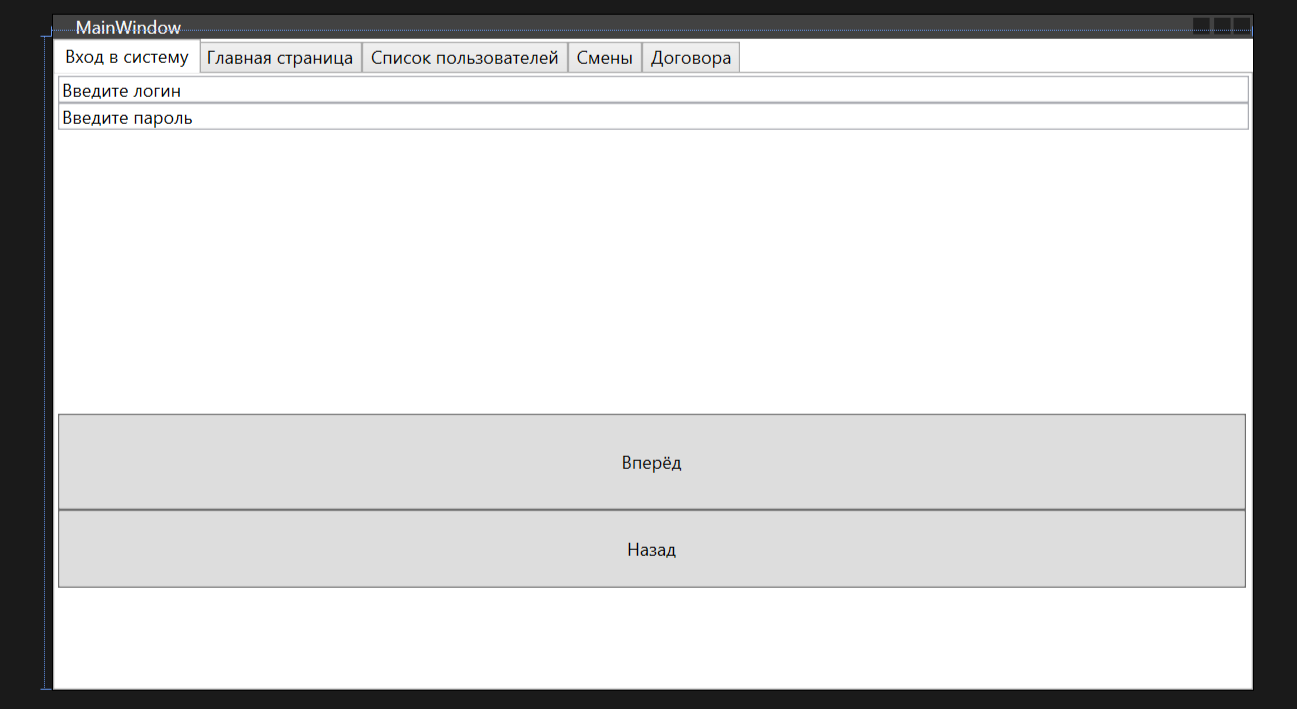 MainWindow
Вход в систему Главная страница Список пользователей Смены Договора
Введите логин
Введите пароль
Вперёд
Назад